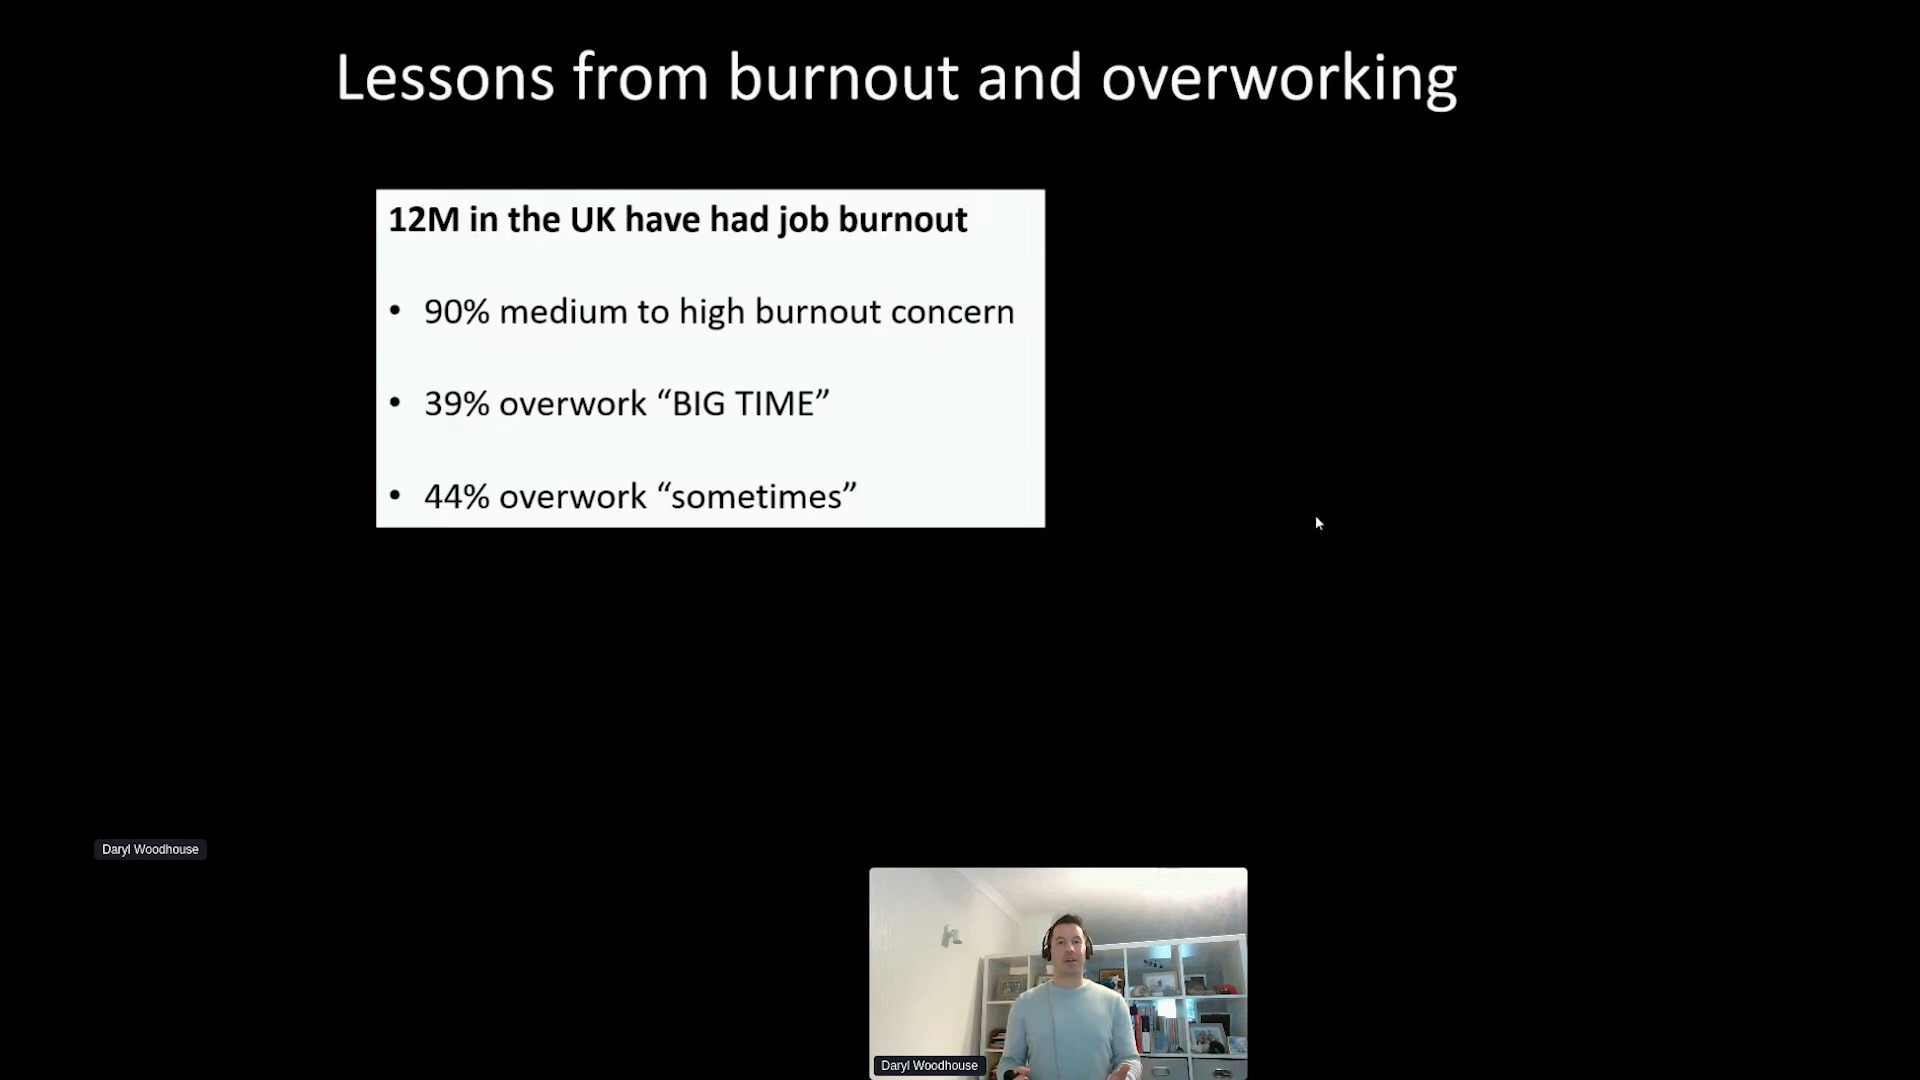 Lessons from burnout and overworking
12M in the UK have had job burnout
• 90% medium to high burnout concern
• 39% overwork “BIG TIME”
• 44% overwork “sometimes”
Daryl Woodhouse
Daryl Woodhouse